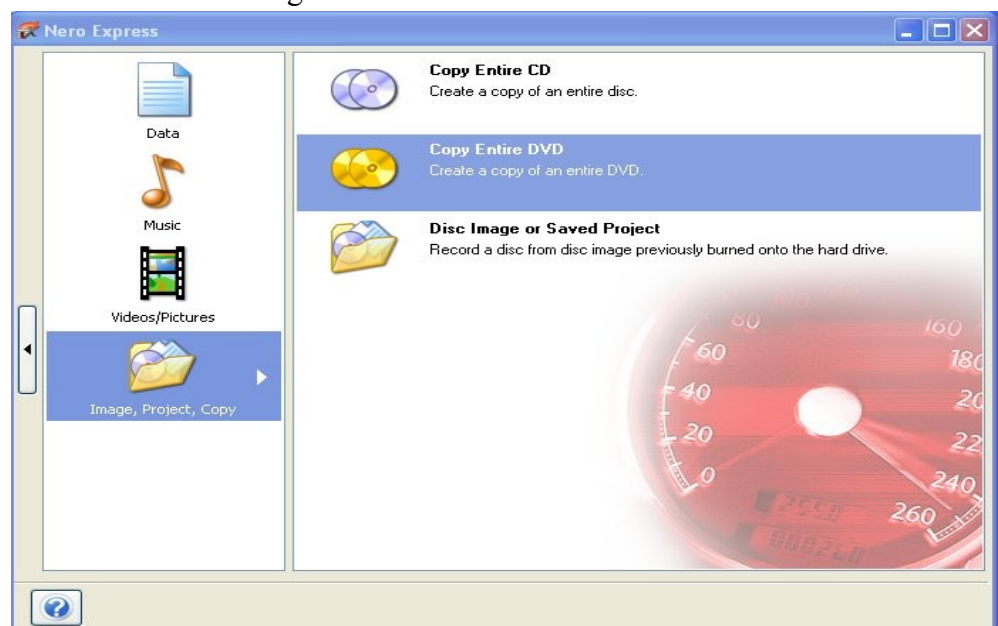 Nero Express
Data
Music
Videos/Pictures
Image, Project, Copy
Copy Entire CD
Create a copy of an entire disc.
Copy Entire DVD
Create a copy of an entire DVD.
Disc Image or Saved Project
Record a disc from disc image previously burned onto the hard drive.
0
20
40
60
80
100
160
180
20
22
240
260